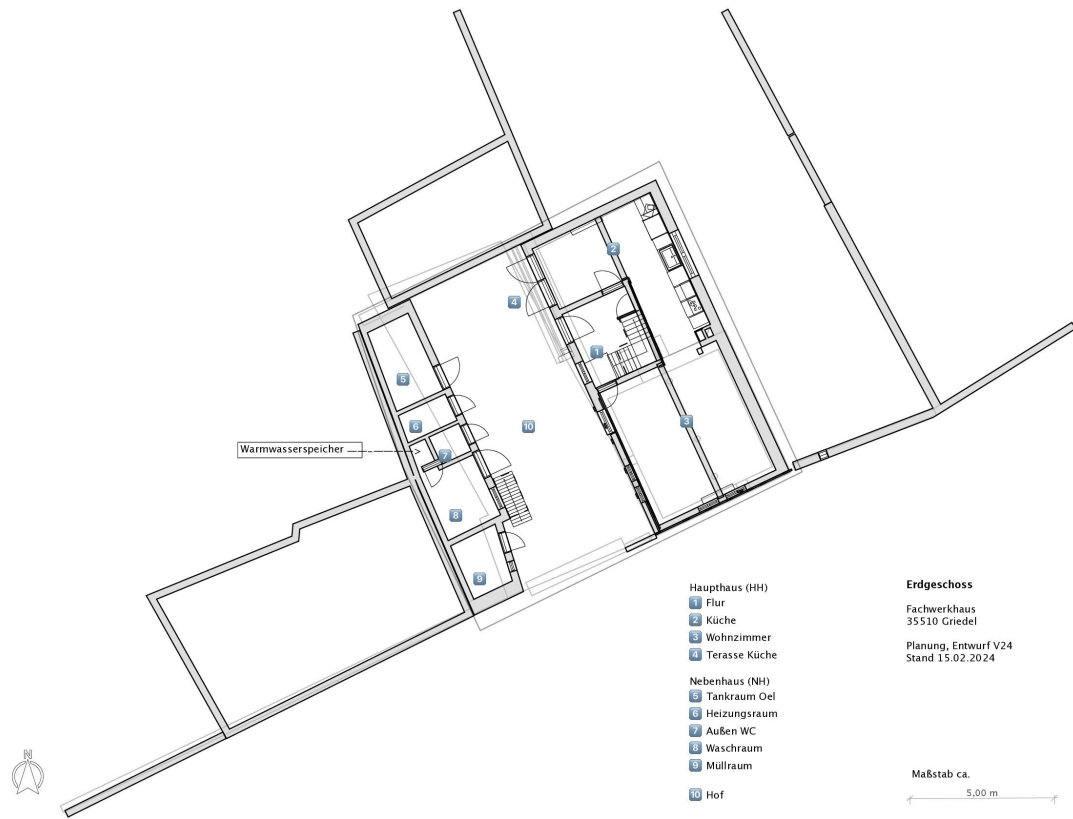 4
2
1
3
5
6
10
Warmwasserspeicher
7
8
9
Haupthaus (HH)
1 Flur
2 Küche
3 Wohnzimmer
4 Terasse Küche
Nebenhaus (NH)
5 Tankraum Oel
6 Heizungsraum
7 Außen WC
8 Waschraum
9 Müllraum
10 Hof
Erdgeschoss
Fachwerkhaus
35510 Griedel
Planung, Entwurf V24
Stand 15.02.2024
N
Maßstab ca.
5,00 m